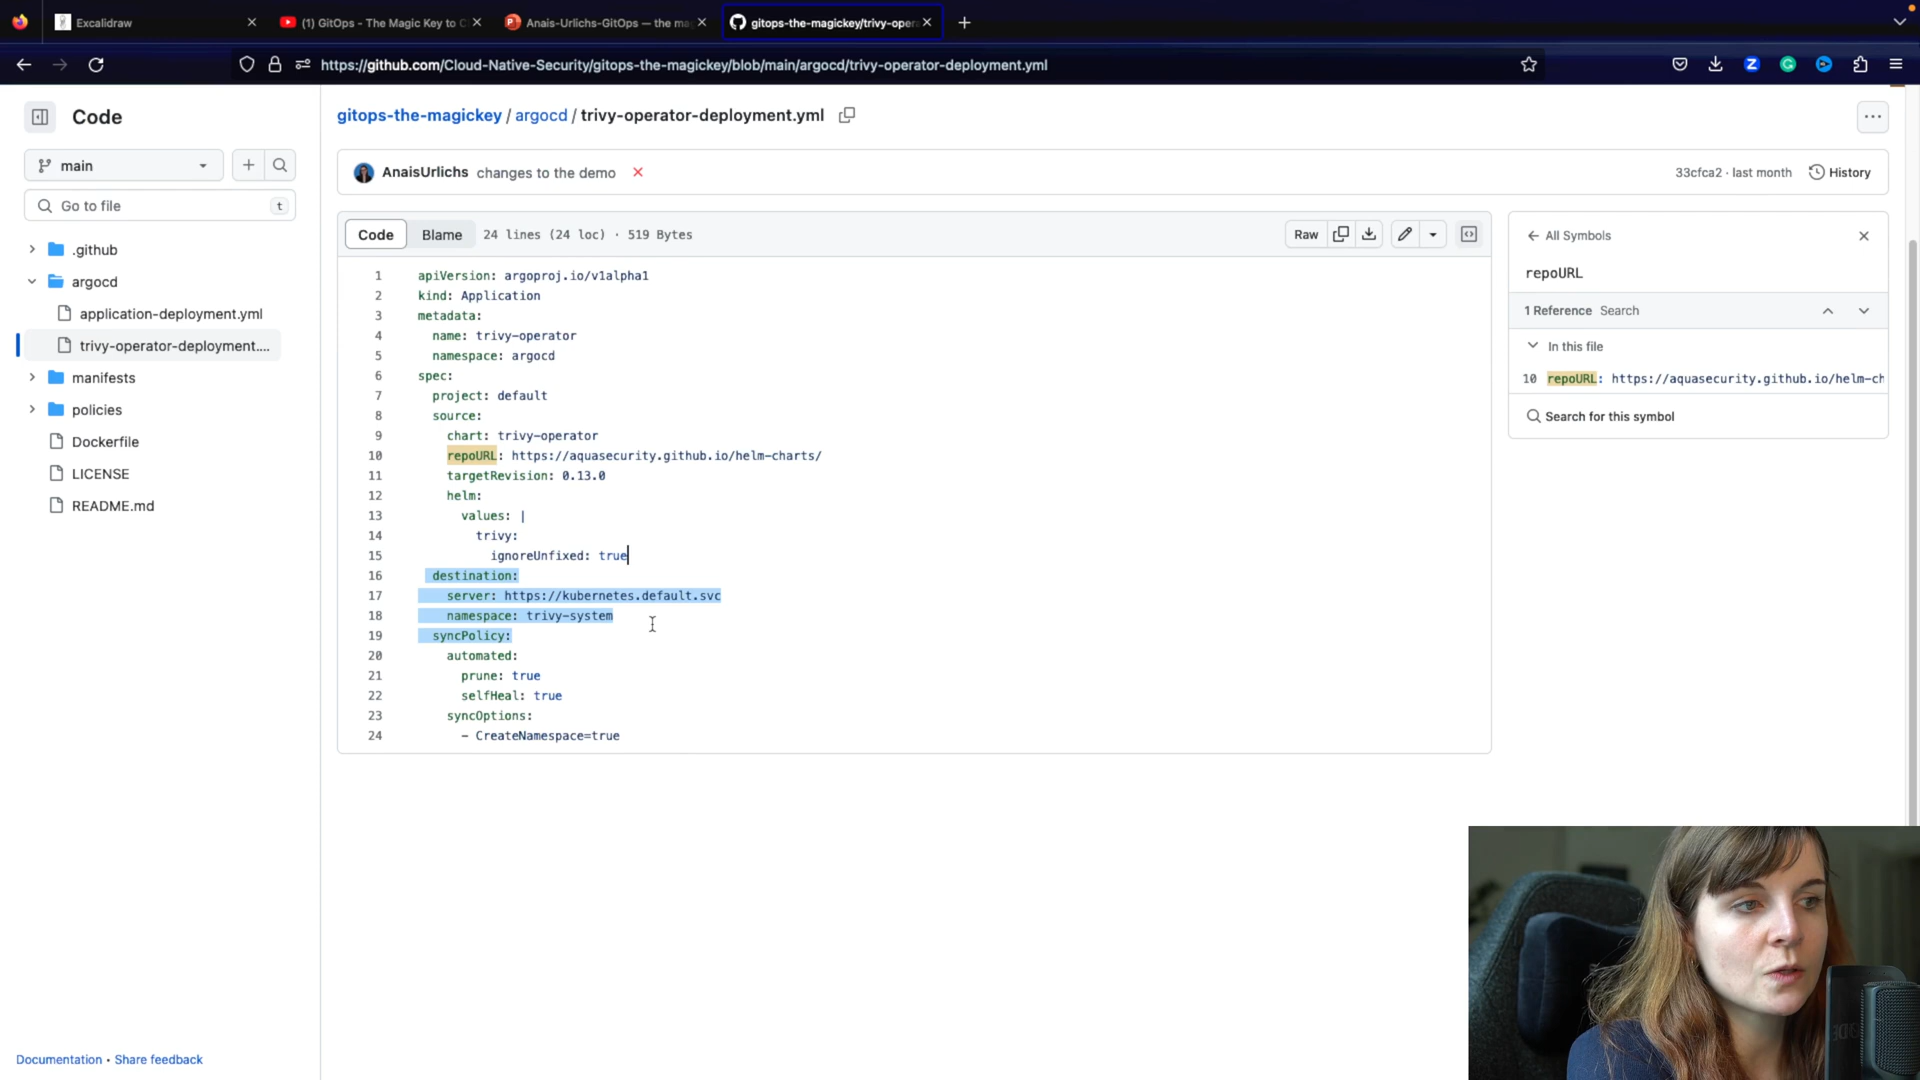 Excalidraw
(1) GitOps - The Magic Key to C
Anais-Urlichs-GitOps — the ma
gitops-the-magickey/trivy-oper
https://github.com/Cloud-Native-Security/gitops-the-magickey/blob/main/argocd/trivy-operator-deployment.yml
Code
gitops-the-magickey / argocd / trivy-operator-deployment.yml
main
Go to file
t
.github
argocd
application-deployment.yml
trivy-operator-deployment....
manifests
policies
Dockerfile
LICENSE
README.md
Documentation • Share feedback
AnaisUrlichs changes to the demo
33cfca2 · last month
History
Code
Blame
24 lines (24 loc) · 519 Bytes
Raw
1 apiVersion: argoproj.io/v1alpha1
2 kind: Application
3 metadata:
4 name: trivy-operator
5 namespace: argocd
6 spec:
7 project: default
8 source:
9 chart: trivy-operator
10 repoURL: https://aquasecurity.github.io/helm-charts/
11 targetRevision: 0.13.0
12 helm:
13 values: |
14 trivy:
15 ignoreUnfixed: true
16 destination:
17 server: https://kubernetes.default.svc
18 namespace: trivy-system
19 syncPolicy:
20 automated:
21 prune: true
22 selfHeal: true
23 syncOptions:
24 - CreateNamespace=true
All Symbols
repoURL
1 Reference Search
In this file
10 repoURL: https://aquasecurity.github.io/helm-ch
Search for this symbol